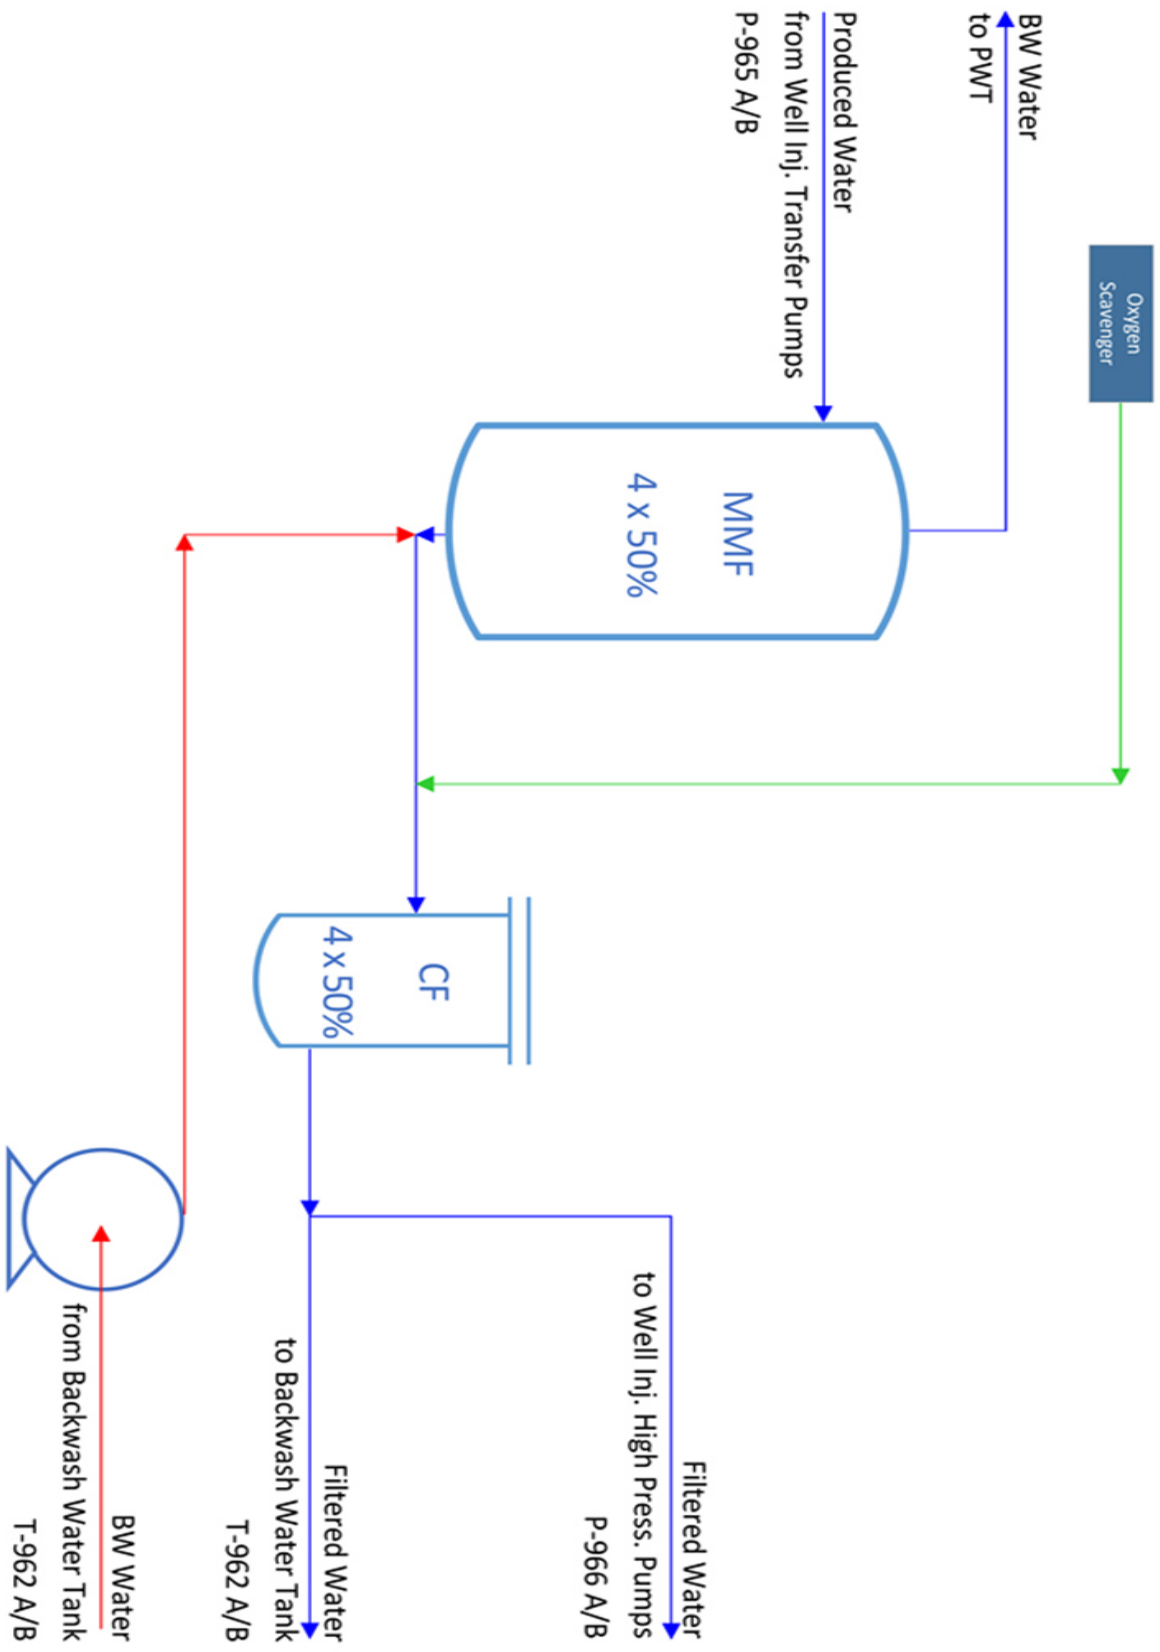 BW Water
to PWT
Oxygen
Scavenger
Produced Water
from Well Inj. Transfer Pumps
P-965 A/B
MMF
4 x 50%
CF
4 x 50%
Filtered Water
to Well Inj. High Press. Pumps
P-966 A/B
Filtered Water
to Backwash Water Tank
T-962 A/B
BW Water
from Backwash Water Tank
T-962 A/B